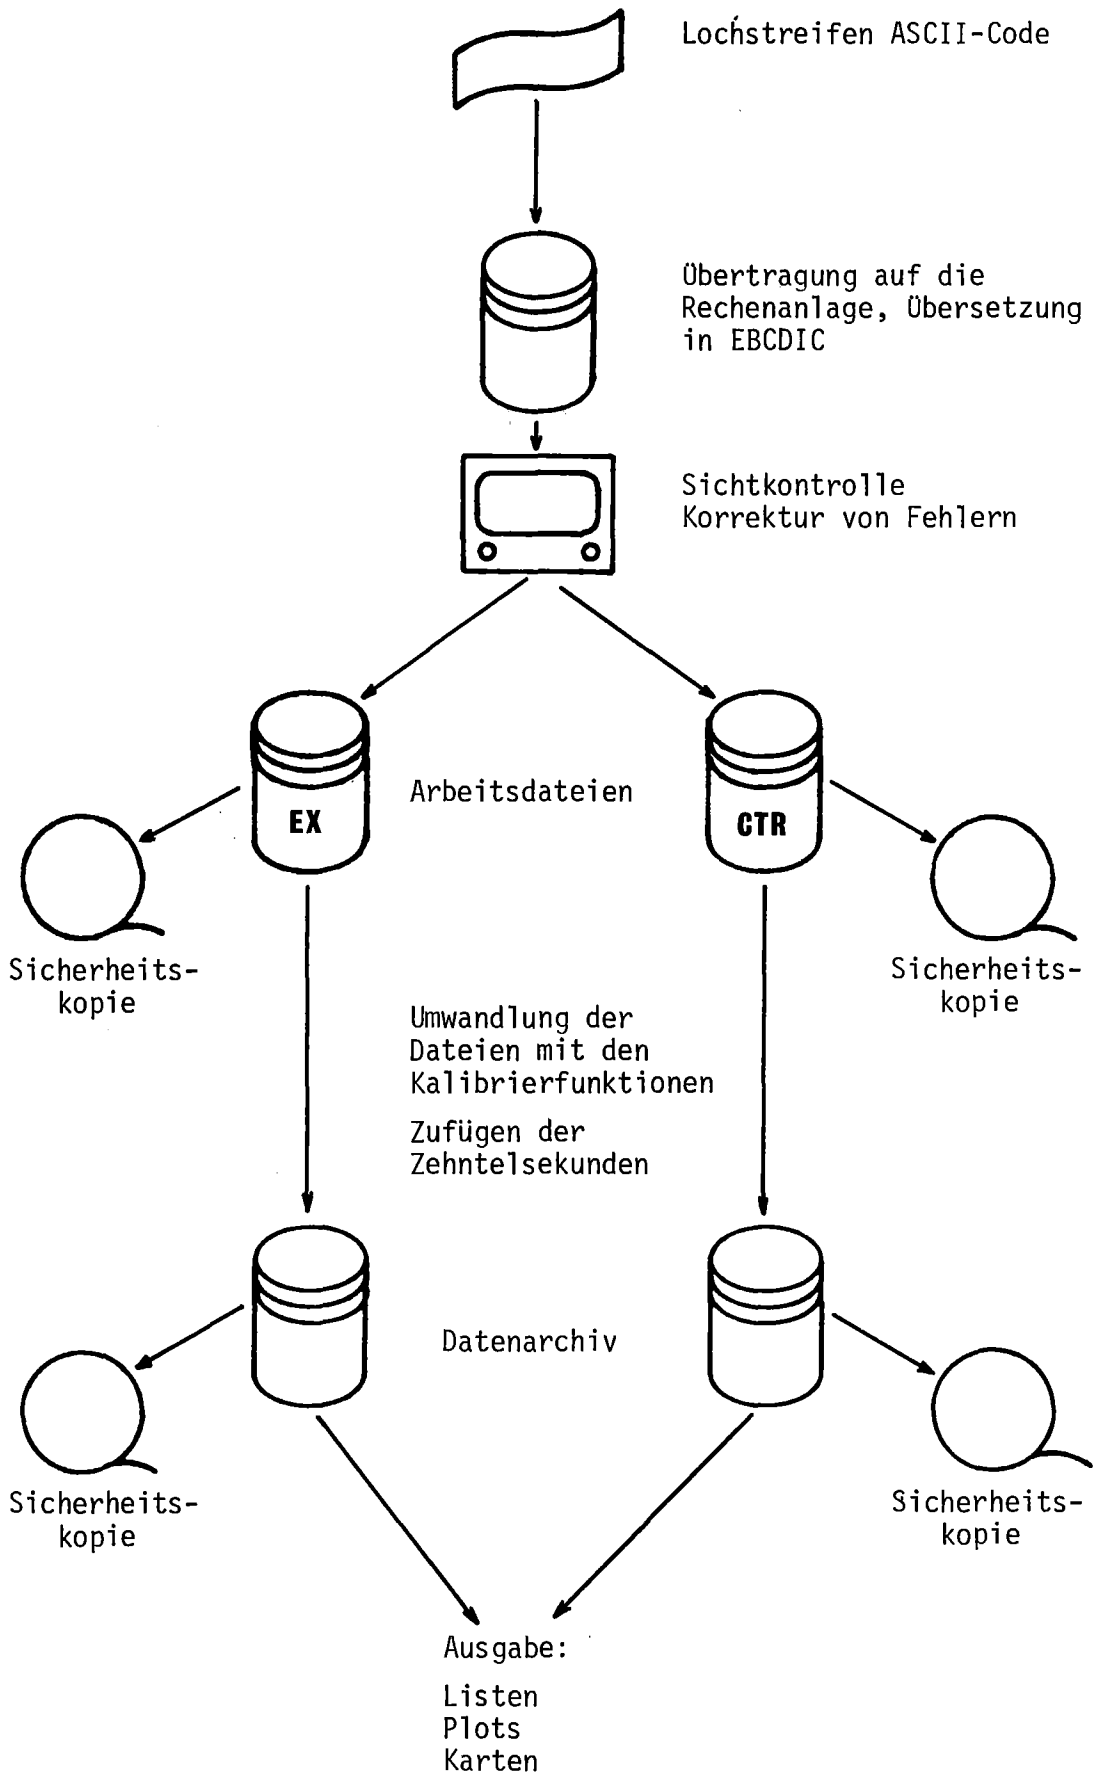 Lochstreifen ASCII-Code
Übertragung auf die
Rechenanlage, Übersetzung
in EBCDIC
Sichtkontrolle
Korrektur von Fehlern
Arbeitsdateien
EX
CTR
Sicherheits-
kopie
Sicherheits-
kopie
Umwandlung der
Dateien mit den
Kalibrierfunktionen
Zufügen der
Zehntelsekunden
Datenarchiv
Sicherheits-
kopie
Sicherheits-
kopie
Ausgabe:
Listen
Plots
Karten